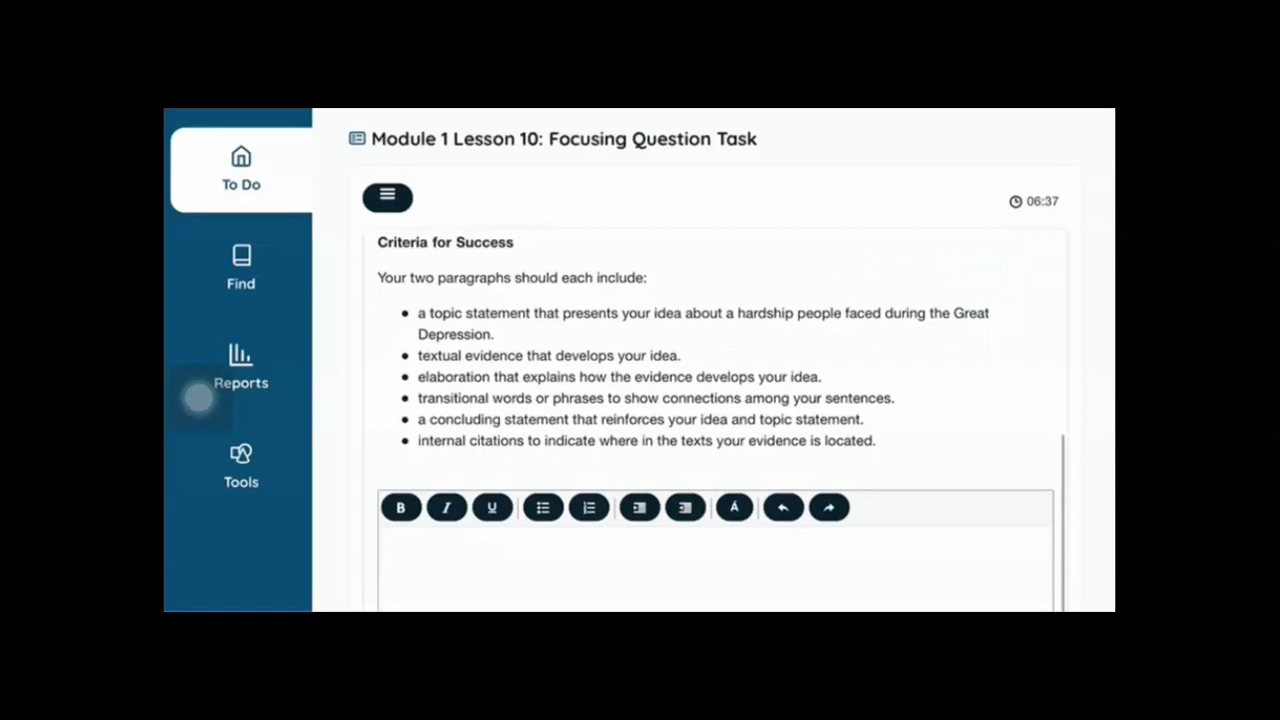 Module 1 Lesson 10: Focusing Question Task
To Do
06:37
Criteria for Success
Find
Your two paragraphs should each include:
• a topic statement that presents your idea about a hardship people faced during the Great
Depression.
• textual evidence that develops your idea.
• elaboration that explains how the evidence develops your idea.
Reports
• transitional words or phrases to show connections among your sentences.
• a concluding statement that reinforces your idea and topic statement.
• internal citations to indicate where in the texts your evidence is located.
Tools
B I U Á